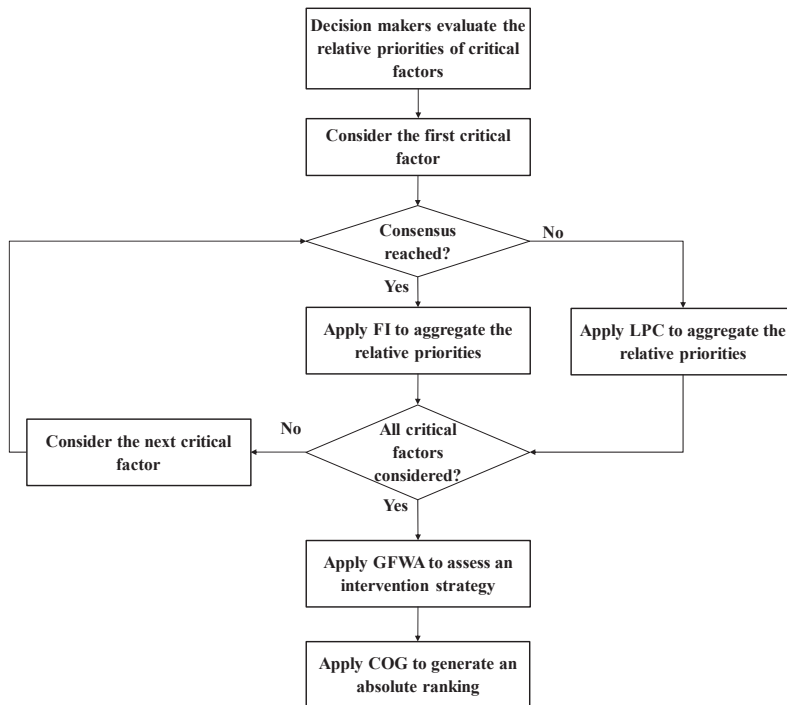 Decision makers evaluate the
relative priorities of critical
factors
Consider the first critical
factor
Consensus
reached?
No
Yes
Apply FI to aggregate the
relative priorities
Apply LPC to aggregate the
relative priorities
All critical
factors
considered?
No
Consider the next critical
factor
Yes
Apply GFWA to assess an
intervention strategy
Apply COG to generate an
absolute ranking